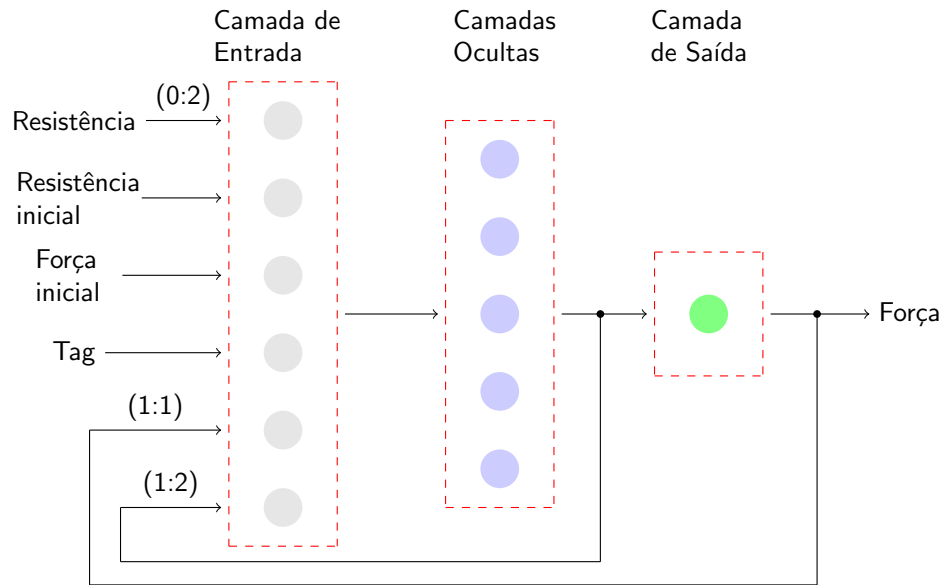 Camada de
Entrada
Camadas
Ocultas
Camada
de Saída
(0:2)
Resistência
Resistência
inicial
Força
inicial
Tag
(1:1)
(1:2)
Força